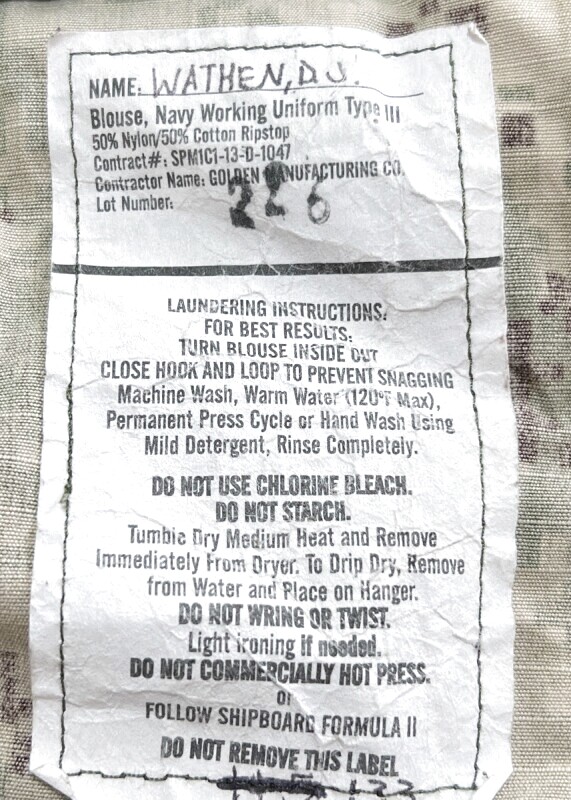 NAME: WATHEN, D.J.
Blouse, Navy Working Uniform Type III
50% Nylon/50% Cotton Ripstop
Contract#: SPM1C1-13-D-1047
Contractor Name: GOLDEN MANUFACTURING CO.
Lot Number: 226
LAUNDERING INSTRUCTIONS:
FOR BEST RESULTS:
TURN BLOUSE INSIDE OUT
CLOSE HOOK AND LOOP TO PREVENT SNAGGING
Machine Wash, Warm Water (120°F Max),
Permanent Press Cycle or Hand Wash Using
Mild Detergent, Rinse Completely.
DO NOT USE CHLORINE BLEACH.
DO NOT STARCH.
Tumble Dry Medium Heat and Remove
Immediately From Dryer. To Drip Dry, Remove
from Water and Place on Hanger.
DO NOT WRING OR TWIST.
Light ironing if needed.
DO NOT COMMERCIALLY HOT PRESS.
or
FOLLOW SHIPBOARD FORMULA II
DO NOT REMOVE THIS LABEL